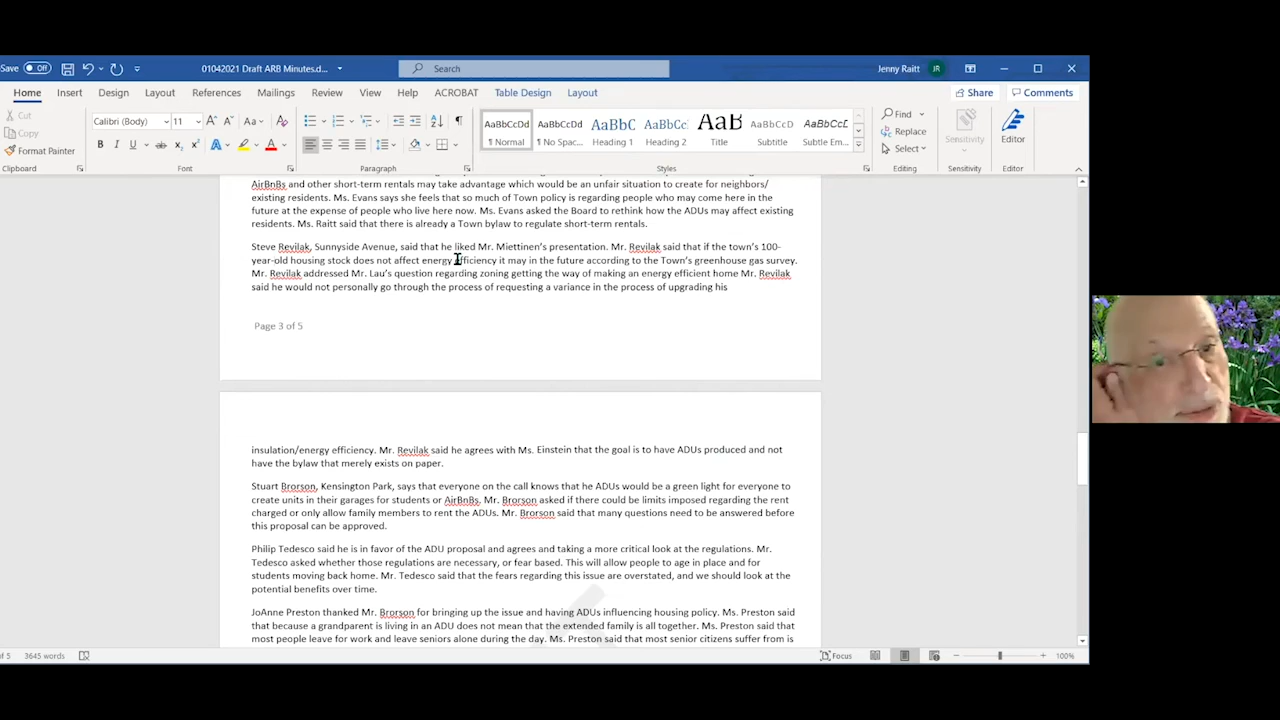 Save Off
01042021 Draft ARB Minutes.d...
Search
Jenny Raitt
JR
Home Insert Design Layout References Mailings Review View Help ACROBAT Table Design Layout
Share Comments
Cut
Copy
Format Painter
Clipboard
Calibri (Body) 11
Font
Paragraph
AaBbCcDd
¶ Normal
AaBbCcDd
¶ No Spac...
AaBbC
Heading 1
AaBbCc
Heading 2
AaB
Title
AaBbCcD
Subtitle
AaBbCcD
Subtle Em...
Styles
Find
Replace
Select
Editing
Sensitivity
Sensitivity
Editor
Editor
AirBnBs and other short-term rentals may take advantage which would be an unfair situation to create for neighbors/
existing residents. Ms. Evans says she feels that so much of Town policy is regarding people who may come here in the
future at the expense of people who live here now. Ms. Evans asked the Board to rethink how the ADUs may affect existing
residents. Ms. Raitt said that there is already a Town bylaw to regulate short-term rentals.
Steve Revilak, Sunnyside Avenue, said that he liked Mr. Miettinen's presentation. Mr. Revilak said that if the town's 100-
year-old housing stock does not affect energy efficiency it may in the future according to the Town's greenhouse gas survey.
Mr. Revilak addressed Mr. Lau's question regarding zoning getting the way of making an energy efficient home Mr. Revilak
said he would not personally go through the process of requesting a variance in the process of upgrading his
Page 3 of 5
insulation/energy efficiency. Mr. Revilak said he agrees with Ms. Einstein that the goal is to have ADUs produced and not
have the bylaw that merely exists on paper.
Stuart Brorson, Kensington Park, says that everyone on the call knows that he ADUs would be a green light for everyone to
create units in their garages for students or AirBnBs. Mr. Brorson asked if there could be limits imposed regarding the rent
charged or only allow family members to rent the ADUs. Mr. Brorson said that many questions need to be answered before
this proposal can be approved.
Philip Tedesco said he is in favor of the ADU proposal and agrees and taking a more critical look at the regulations. Mr.
Tedesco asked whether those regulations are necessary, or fear based. This will allow people to age in place and for
students moving back home. Mr. Tedesco said that the fears regarding this issue are overstated, and we should look at the
potential benefits over time.
JoAnne Preston thanked Mr. Brorson for bringing up the issue and having ADUs influencing housing policy. Ms. Preston said
that because a grandparent is living in an ADU does not mean that the extended family is all together. Ms. Preston said that
most people leave for work and leave seniors alone during the day. Ms. Preston said that most senior citizens suffer from is
of 5 3645 words
Focus
100%